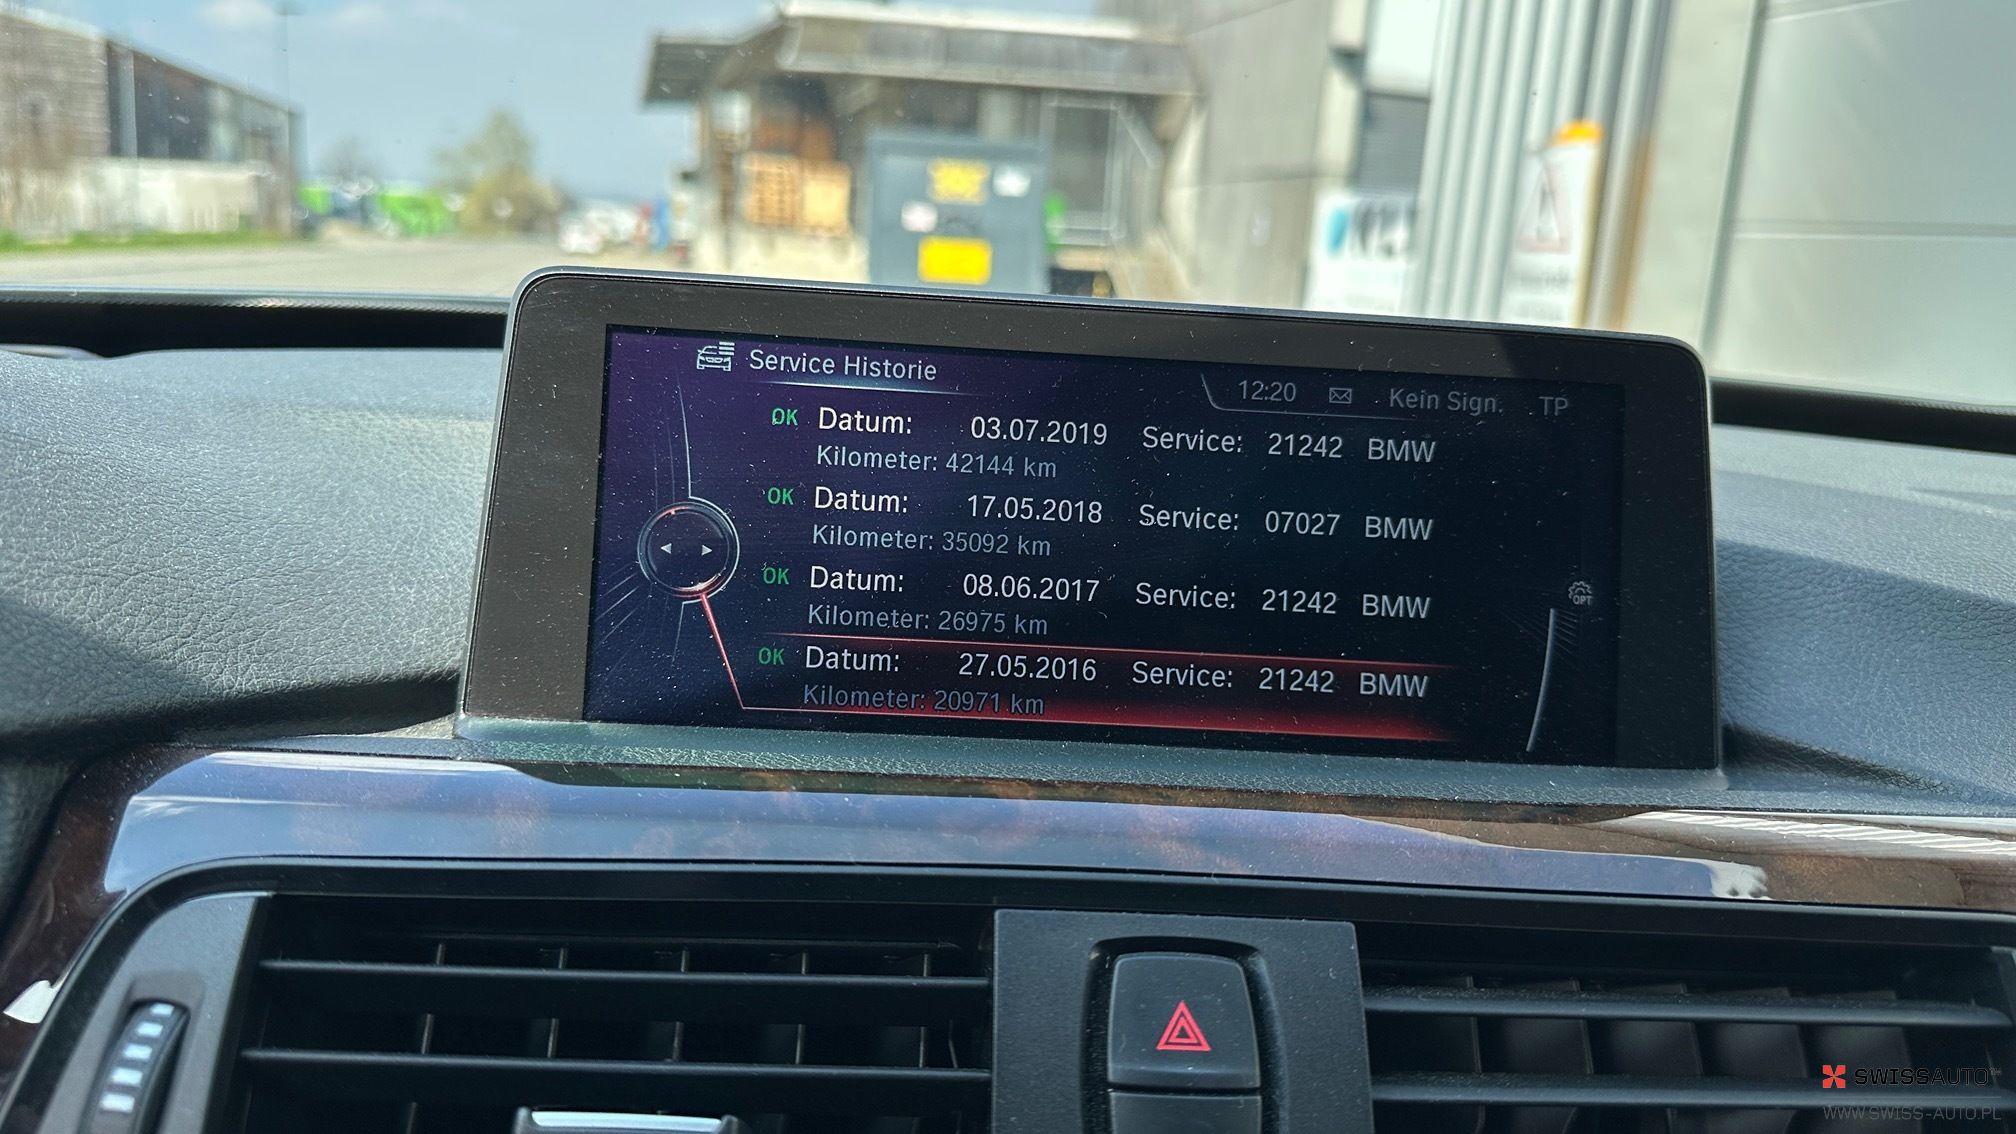 Service Historie
12:20 Kein Sign. TP
OK Datum: 03.07.2019 Service: 21242 BMW
Kilometer: 42144 km
OK Datum: 17.05.2018 Service: 07027 BMW
Kilometer: 35092 km
OK Datum: 08.06.2017 Service: 21242 BMW
Kilometer: 26975 km
OPT
OK Datum: 27.05.2016 Service: 21242 BMW
Kilometer: 20971 km
SWISSAUTO™
WWW.SWISS-AUTO.PL